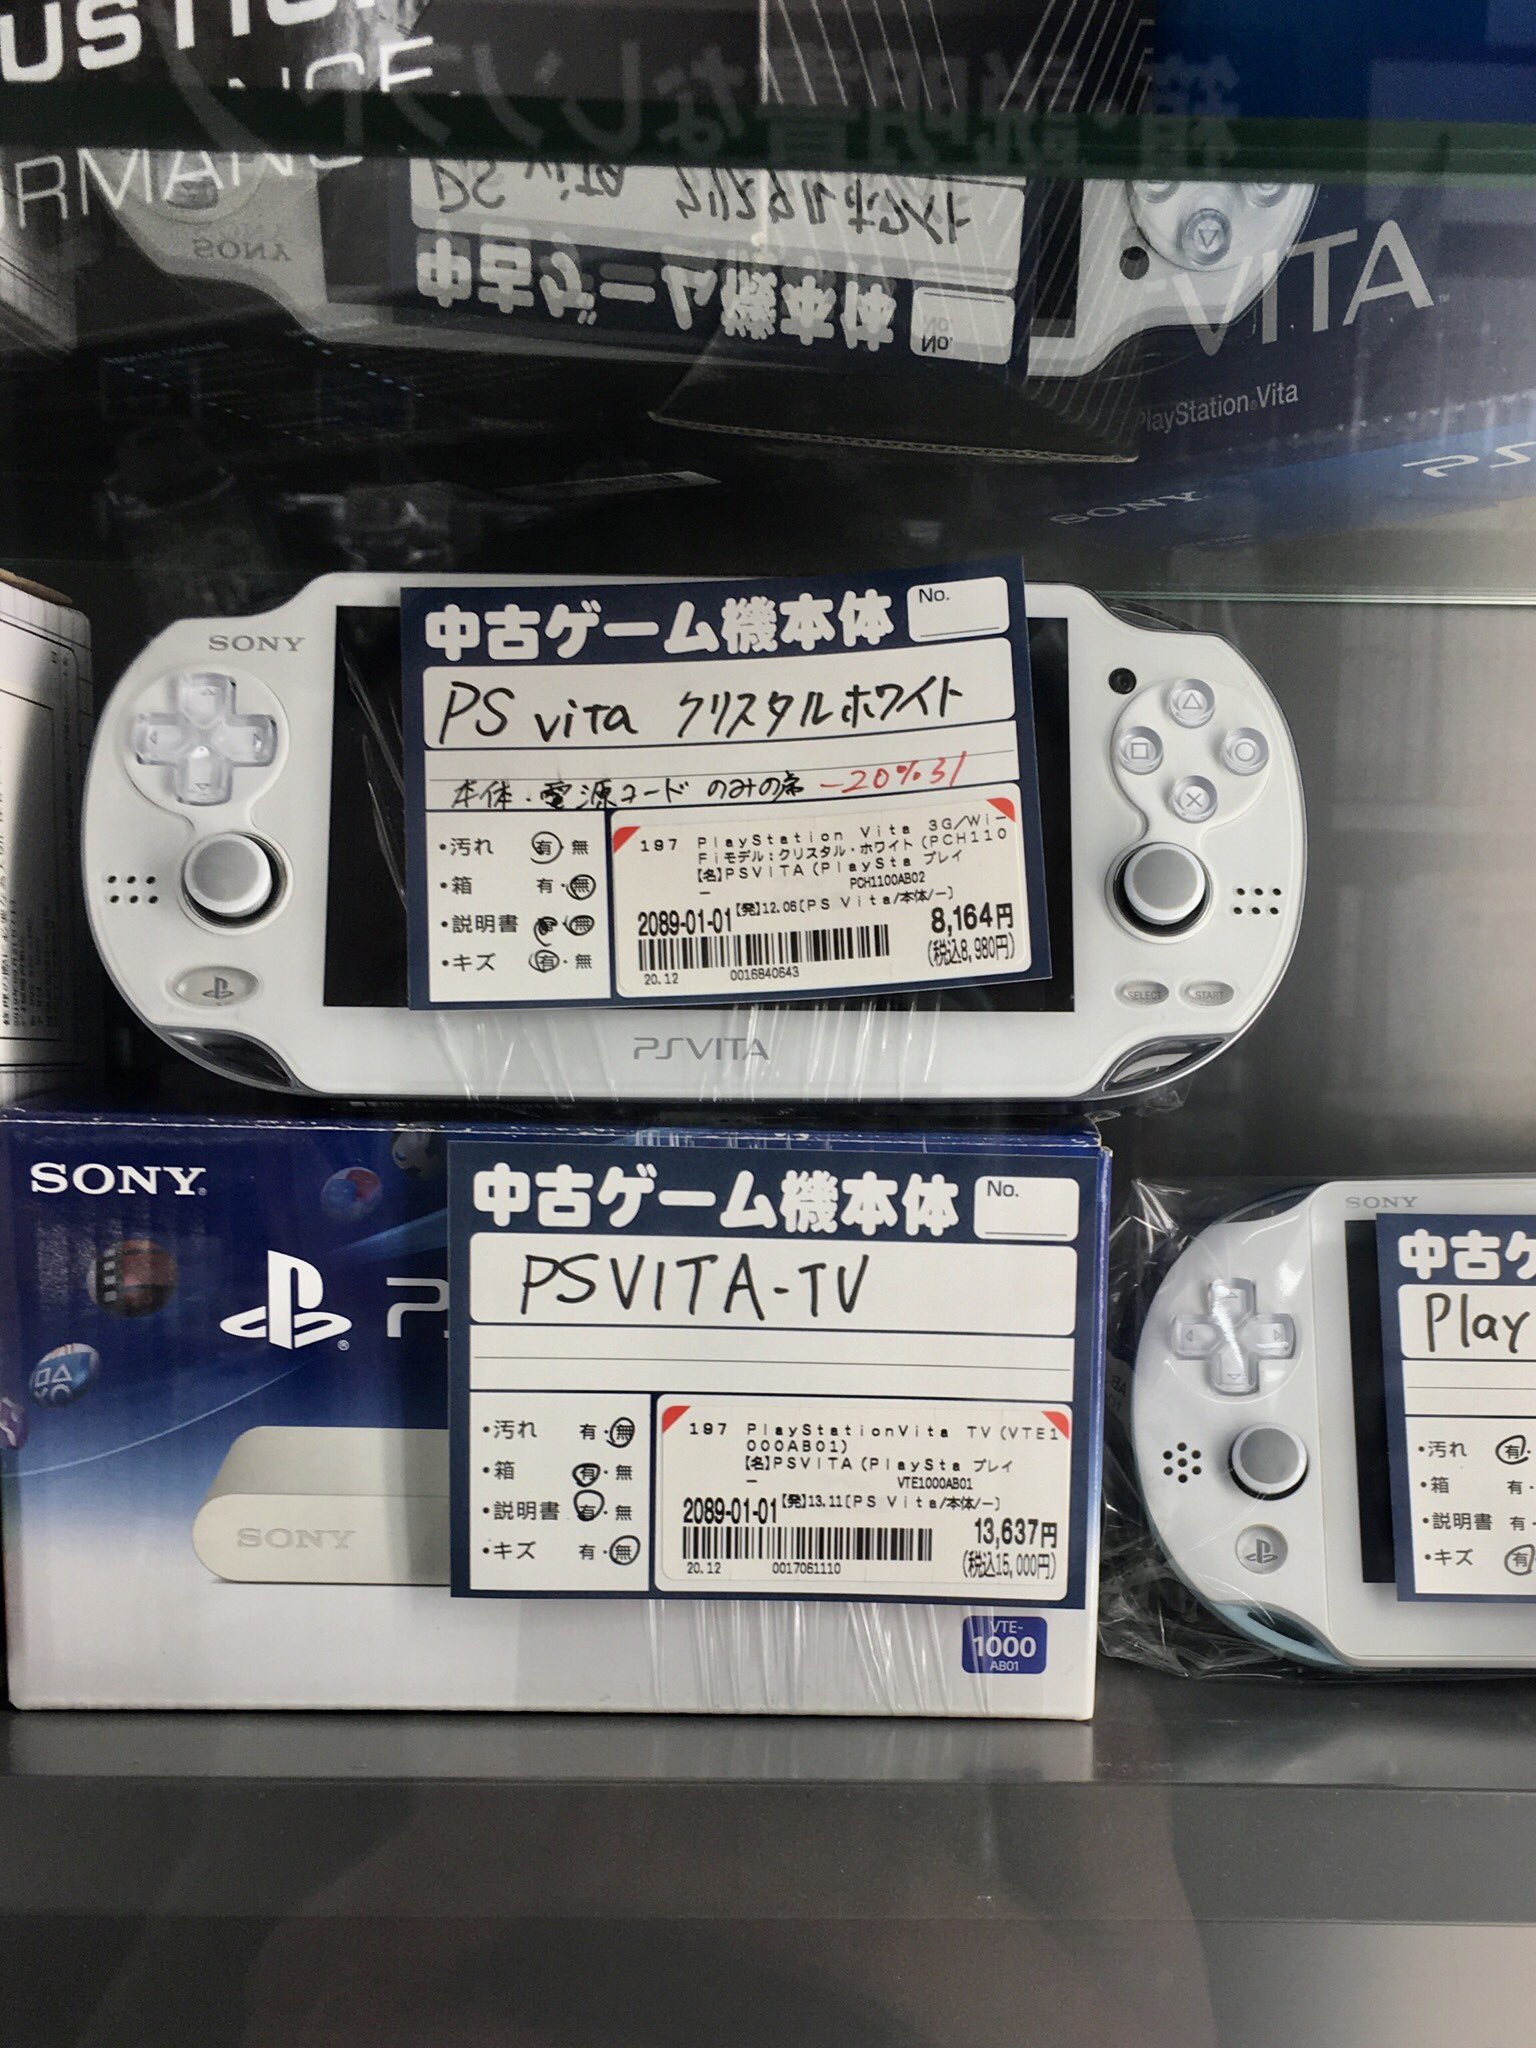 ORMANCE
VITA
PlayStation Vita
SONY
SONY
中古ゲーム機本体
No.
PS vita クリスタルホワイト
本体・電源コード のみの為 -20%
・汚れ 有・無
・箱 有・無
・説明書 無
・キズ 有・無
197 PlayStation Vita 3G/Wi-
Fiモデル:クリスタル・ホワイト(PCH110
【名】PSVITA(PlaySta プレイ
ー PCH1100AB02
2089-01-01 【発】12.06[PS Vita/本体/ー]
8,164円
(税込8,980円)
20.12 0016840643
SELECT START
PSVITA
SONY
中古ゲーム機本体
No.
PSVITA-TV
・汚れ 有・無
・箱 有・無
・説明書 有・無
・キズ 有・無
197 PlayStationVita TV(VTE1
000AB01)
【名】PSVITA(PlaySta プレイ
ー VTE1000AB01
2089-01-01 【発】13.11[PS Vita/本体/ー]
13,637円
(税込15,000円)
20.12 0017061110
SONY
VTE-
1000
AB01
SONY
中古
Play
・汚れ 有・
・箱 有・
・説明書 有・
・キズ 有